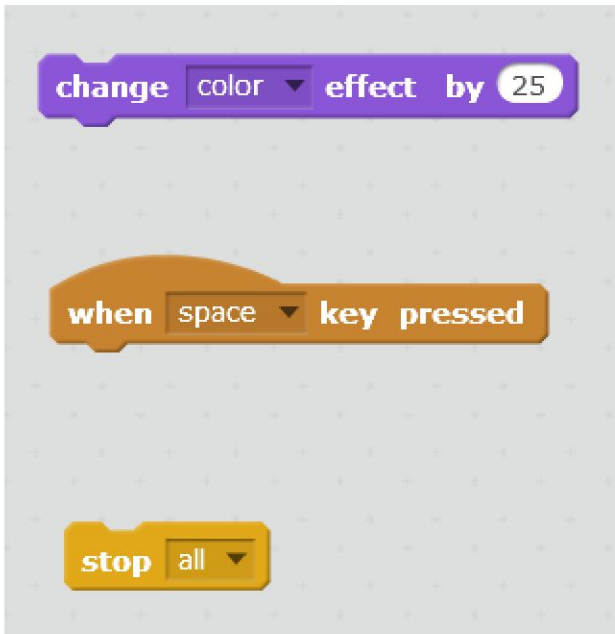 change color effect by 25
when space key pressed
stop all